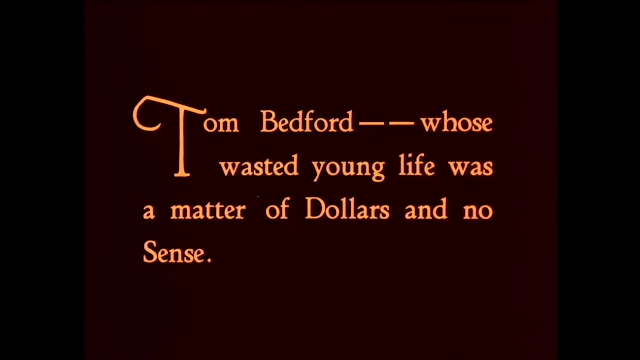 Tom Bedford——whose
wasted young life was
a matter of Dollars and no
Sense.